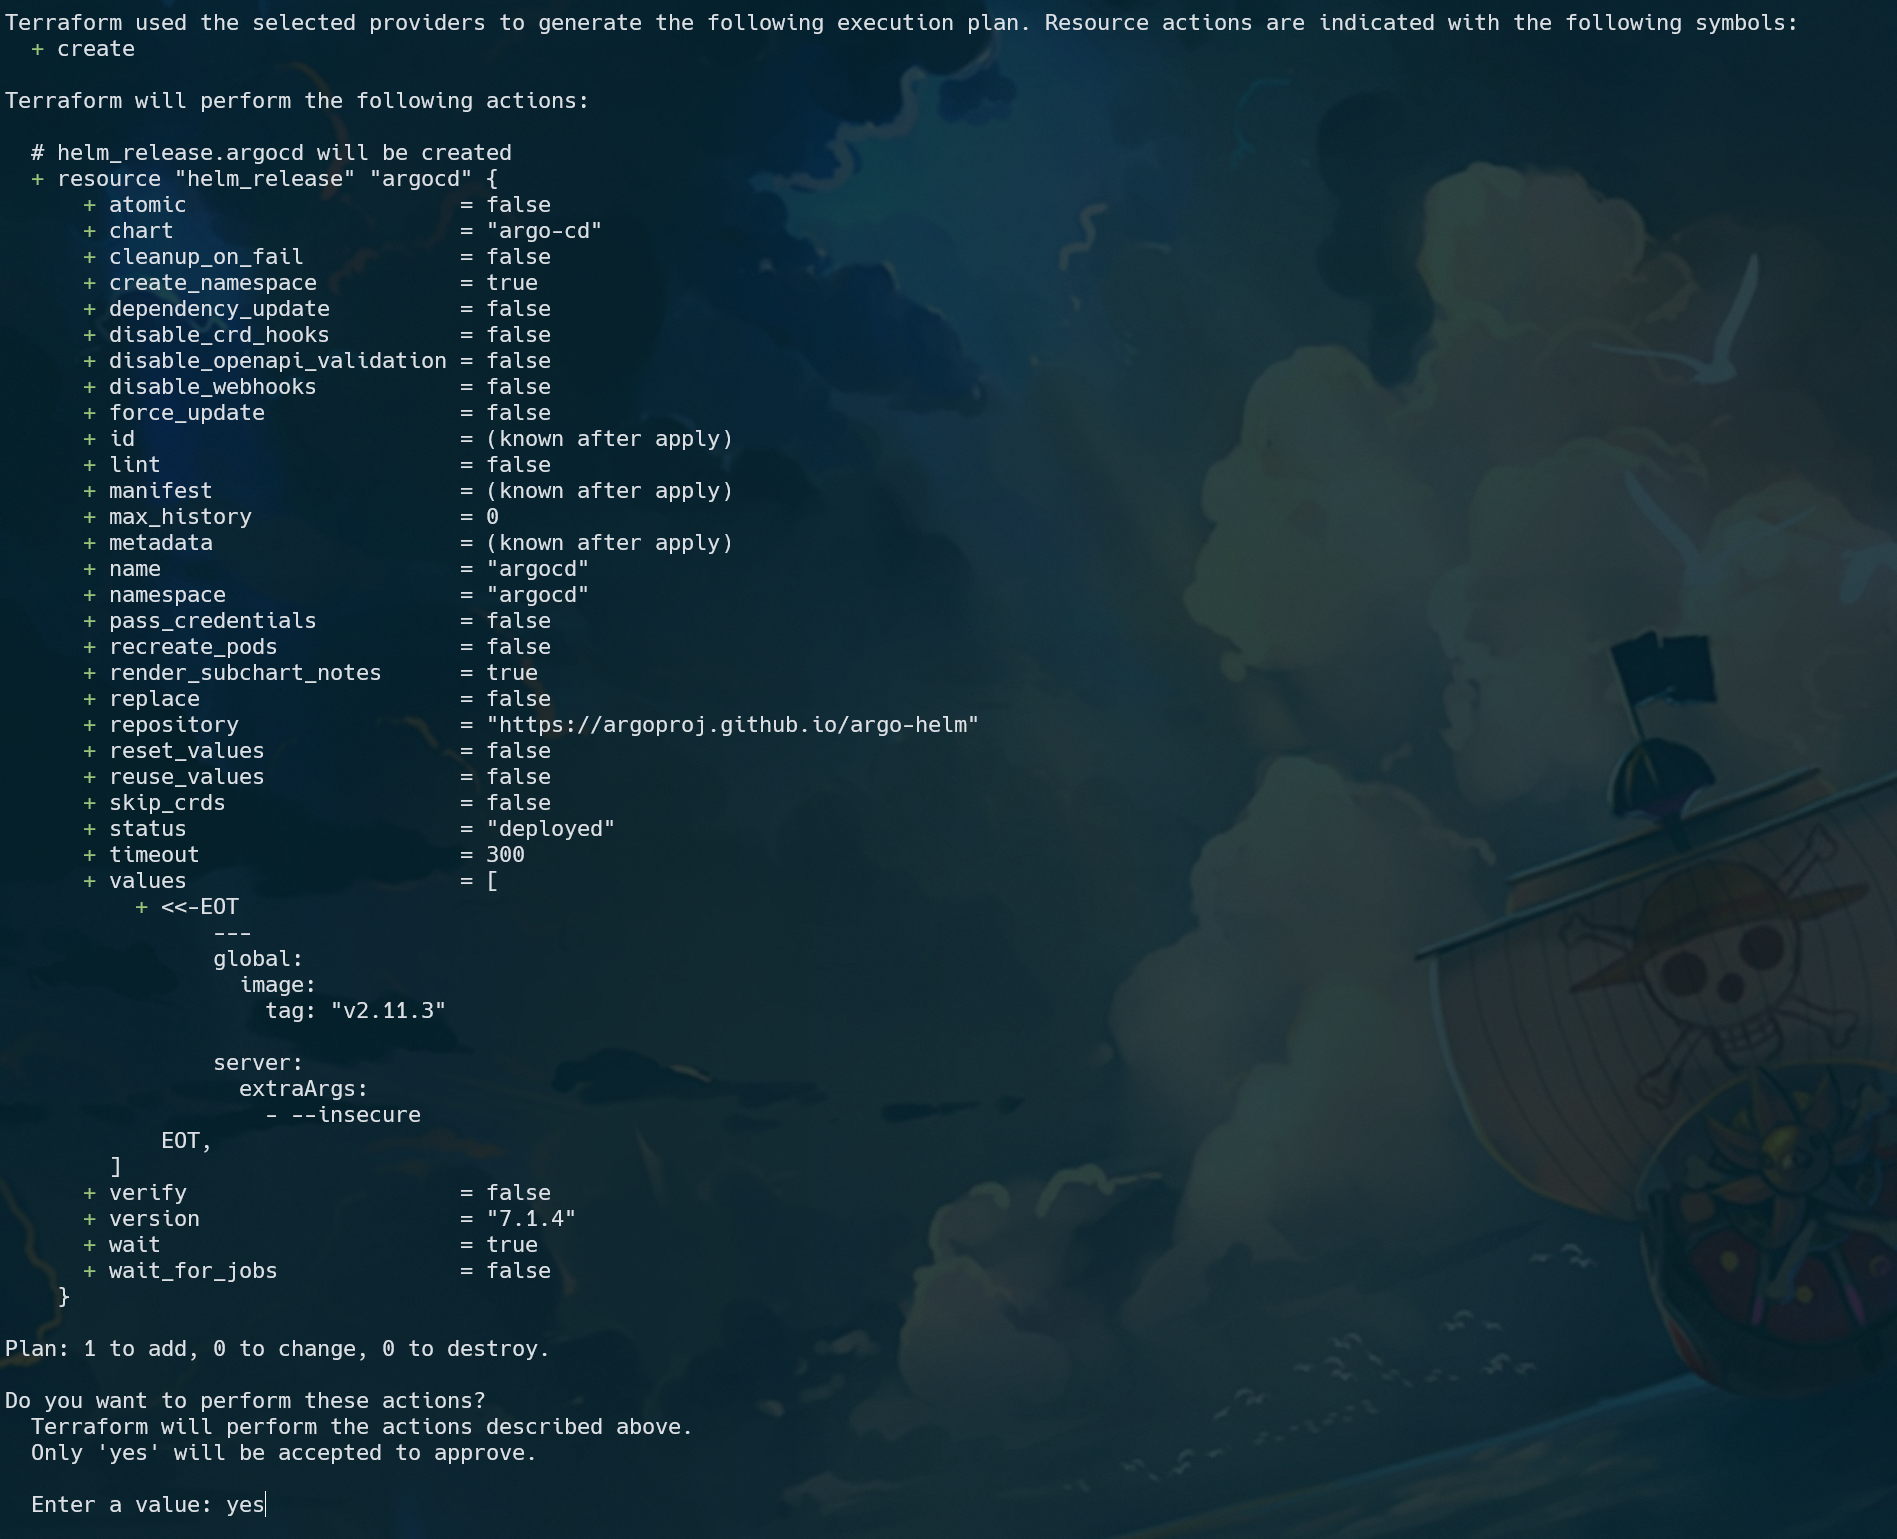 Terraform used the selected providers to generate the following execution plan. Resource actions are indicated with the following symbols:
  + create

Terraform will perform the following actions:

  # helm_release.argocd will be created
  + resource "helm_release" "argocd" {
      + atomic                     = false
      + chart                      = "argo-cd"
      + cleanup_on_fail            = false
      + create_namespace           = true
      + dependency_update          = false
      + disable_crd_hooks          = false
      + disable_openapi_validation = false
      + disable_webhooks           = false
      + force_update               = false
      + id                         = (known after apply)
      + lint                       = false
      + manifest                   = (known after apply)
      + max_history                = 0
      + metadata                   = (known after apply)
      + name                       = "argocd"
      + namespace                  = "argocd"
      + pass_credentials           = false
      + recreate_pods              = false
      + render_subchart_notes      = true
      + replace                    = false
      + repository                 = "https://argoproj.github.io/argo-helm"
      + reset_values               = false
      + reuse_values               = false
      + skip_crds                  = false
      + status                     = "deployed"
      + timeout                    = 300
      + values                     = [
          + <<-EOT
                ---
                global:
                  image:
                    tag: "v2.11.3"

                server:
                  extraArgs:
                    - --insecure
            EOT,
        ]
      + verify                     = false
      + version                    = "7.1.4"
      + wait                       = true
      + wait_for_jobs              = false
    }

Plan: 1 to add, 0 to change, 0 to destroy.

Do you want to perform these actions?
  Terraform will perform the actions described above.
  Only 'yes' will be accepted to approve.

  Enter a value: yes